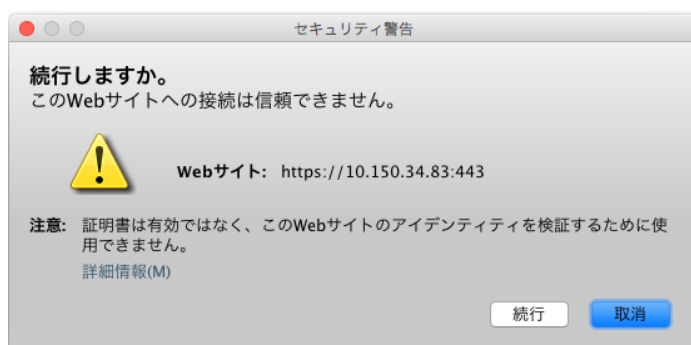 セキュリティ警告
続行しますか。
このWebサイトへの接続は信頼できません。
Webサイト: https://10.150.34.83:443
注意: 証明書は有効ではなく、このWebサイトのアイデンティティを検証するために使
用できません。
詳細情報(M)
続行 取消